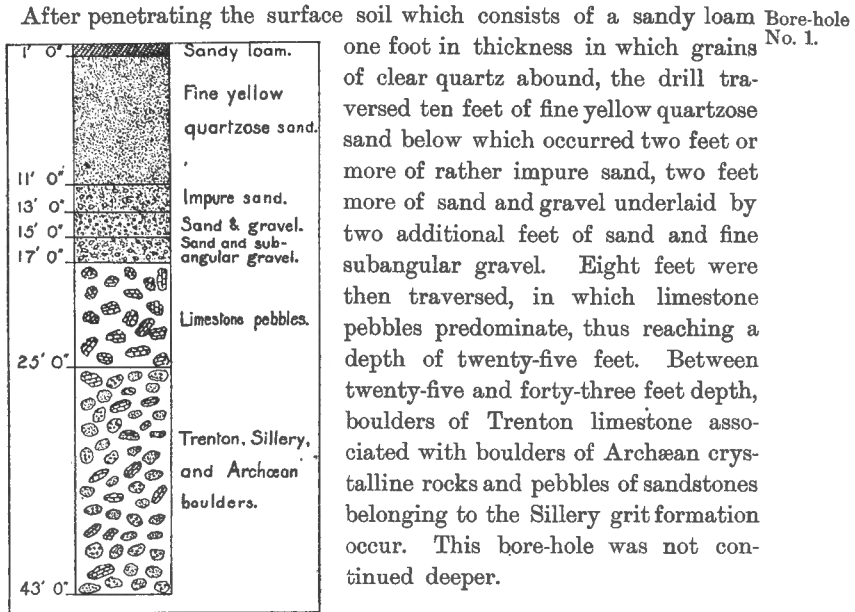 After penetrating the surface soil which consists of a sandy loam
one foot in thickness in which grains
of clear quartz abound, the drill tra-
versed ten feet of fine yellow quartzose
sand below which occurred two feet or
more of rather impure sand, two feet
more of sand and gravel underlaid by
two additional feet of sand and fine
subangular gravel. Eight feet were
then traversed, in which limestone
pebbles predominate, thus reaching a
depth of twenty-five feet. Between
twenty-five and forty-three feet depth,
boulders of Trenton limestone asso-
ciated with boulders of Archæan crys-
talline rocks and pebbles of sandstones
belonging to the Sillery grit formation
occur. This bore-hole was not con-
tinued deeper.
Bore-hole
No. 1.
1' 0"
Sandy loam.
Fine yellow
quartzose sand.
11' 0"
Impure sand.
13' 0"
Sand & gravel.
15' 0"
Sand and sub-
angular gravel.
17' 0"
Limestone pebbles.
25' 0"
Trenton, Sillery,
and Archœan
boulders.
43' 0"